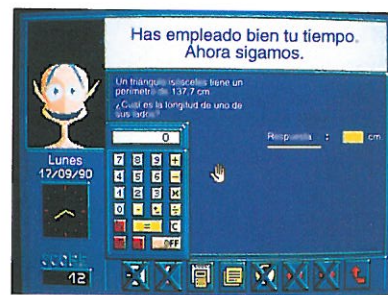 Has empleado bien tu tiempo.
Ahora sigamos.
Un triángulo isósceles tiene un
perímetro de 137,7 cm
¿Cuál es la longitud de uno de
sus lados?
0
Respuesta : cm
Lunes
17/09/90
7 8 9 +
4 5 6 -
1 2 3 ×
0 . ± ÷
= C
OFF
SCORE
12